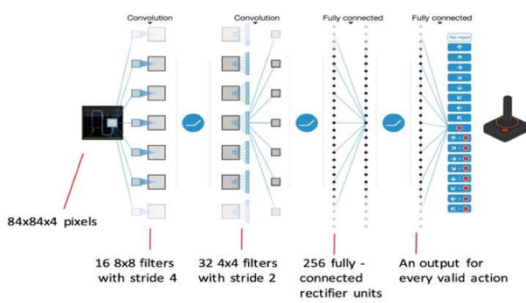 Convolution
Convolution
Fully connected
Fully connected
No input
84x84x4 pixels
16 8x8 filters
with stride 4
32 4x4 filters
with stride 2
256 fully -
connected
rectifier units
An output for
every valid action